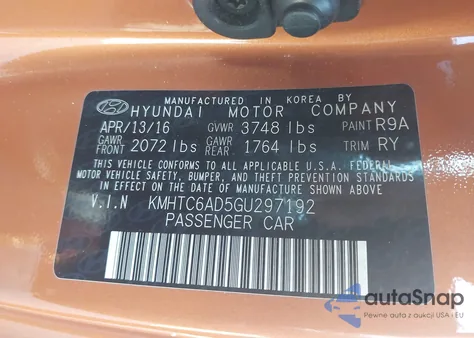 MANUFACTURED IN KOREA BY
HYUNDAI MOTOR COMPANY
APR/13/16 GVWR 3748 lbs PAINT R9A
GAWR FRONT 2072 lbs GAWR REAR 1764 lbs TRIM RY
THIS VEHICLE CONFORMS TO ALL APPLICABLE U.S.A. FEDERAL
MOTOR VEHICLE SAFETY, BUMPER, AND THEFT PREVENTION STANDARDS
IN EFFECT ON THE DATE OF MANUFACTURE SHOWN ABOVE.
V.I.N KMHTC6AD5GU297192
PASSENGER CAR
autoSnap
Pewne auta z aukcji z USA i EU